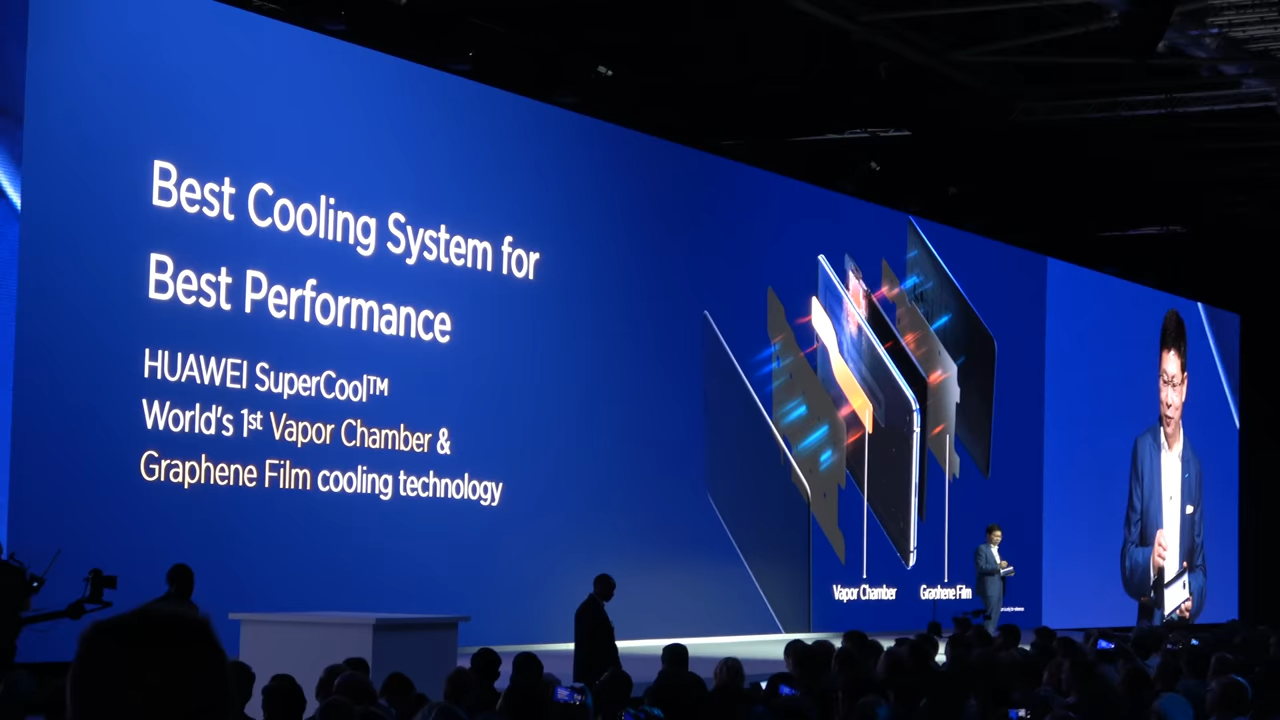 Best Cooling System for
Best Performance
HUAWEI SuperCool™
World's 1st Vapor Chamber &
Graphene Film cooling technology
Vapor Chamber
Graphene Film